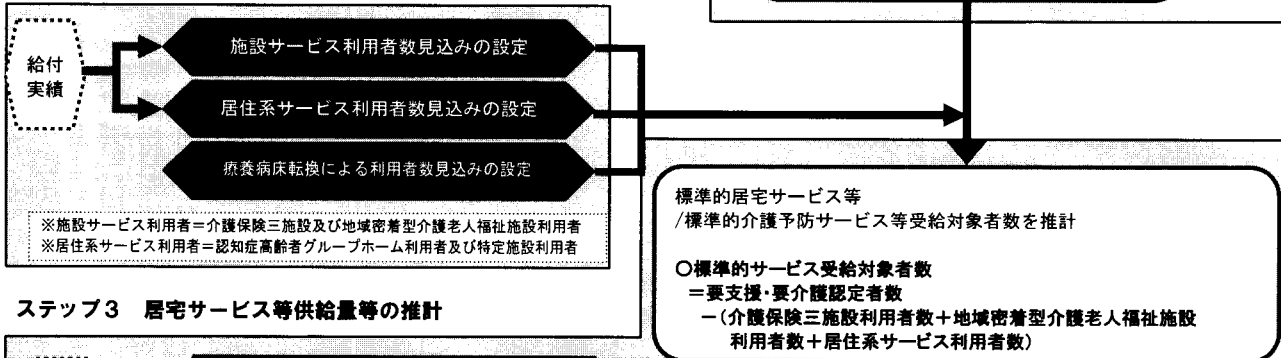 給付
実績
施設サービス利用者数見込みの設定
居住系サービス利用者数見込みの設定
療養病床転換による利用者数見込みの設定
※施設サービス利用者＝介護保険三施設及び地域密着型介護老人福祉施設利用者
※居住系サービス利用者＝認知症高齢者グループホーム利用者及び特定施設利用者
標準的居宅サービス等
/標準的介護予防サービス等受給対象者数を推計
○標準的サービス受給対象者数
＝要支援・要介護認定者数
－(介護保険三施設利用者数＋地域密着型介護老人福祉施設
利用者数＋居住系サービス利用者数)
ステップ３　居宅サービス等供給量等の推計